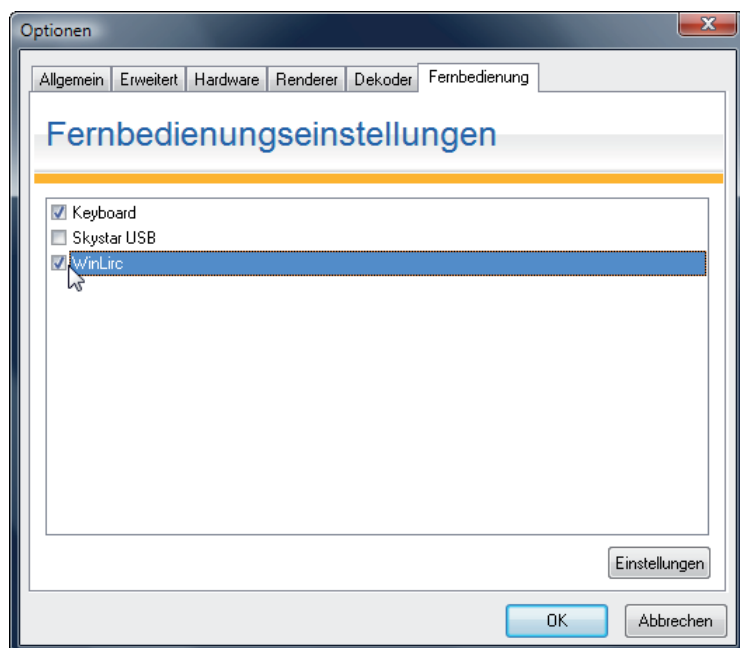 Optionen
Allgemein Erweitert Hardware Renderer Dekoder Fernbedienung
Fernbedienungseinstellungen
Keyboard
Skystar USB
WinLirc
Einstellungen
OK Abbrechen